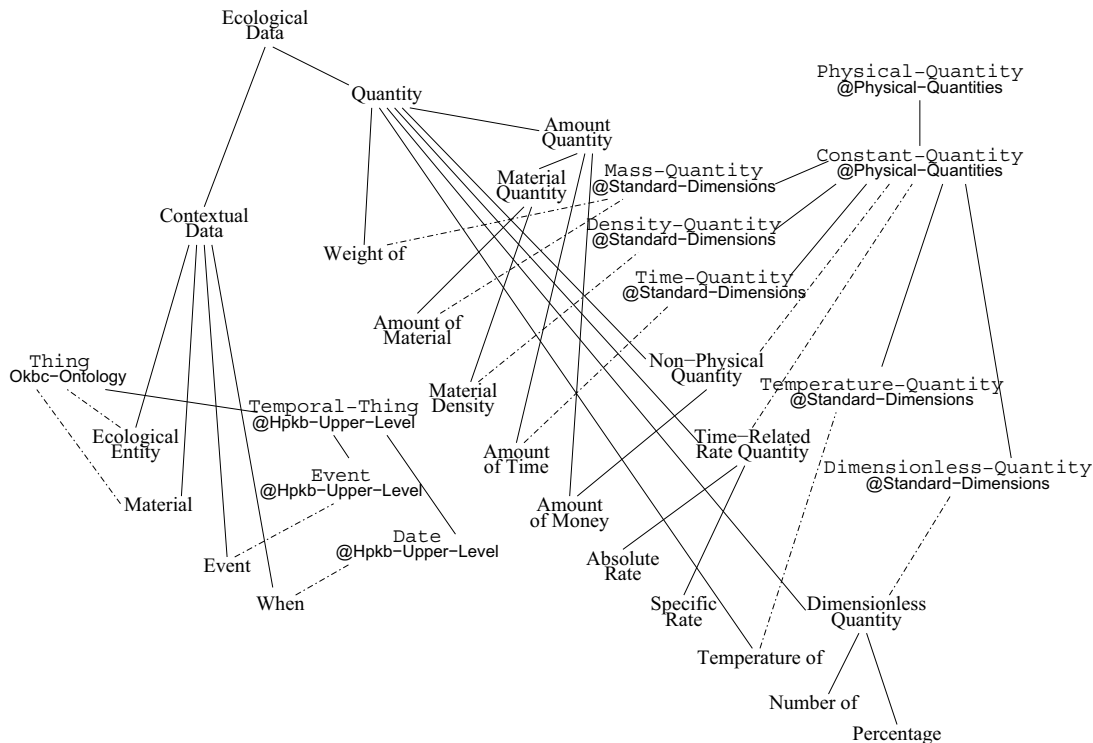 Ecological
Data
Quantity
Physical−Quantity
@Physical−Quantities
Amount
Quantity
Constant−Quantity
@Physical−Quantities
Material
Quantity
Mass−Quantity
@Standard−Dimensions
Contextual
Data
Density−Quantity
@Standard−Dimensions
Weight of
Time−Quantity
@Standard−Dimensions
Amount of
Material
Thing
Okbc−Ontology
Non−Physical
Quantity
Material
Density
Temperature−Quantity
@Standard−Dimensions
Temporal−Thing
@Hpkb−Upper−Level
Ecological
Entity
Time−Related
Rate Quantity
Amount
of Time
Event
@Hpkb−Upper−Level
Dimensionless−Quantity
@Standard−Dimensions
Material
Amount
of Money
Date
@Hpkb−Upper−Level
Event
Absolute
Rate
When
Specific
Rate
Dimensionless
Quantity
Temperature of
Number of
Percentage